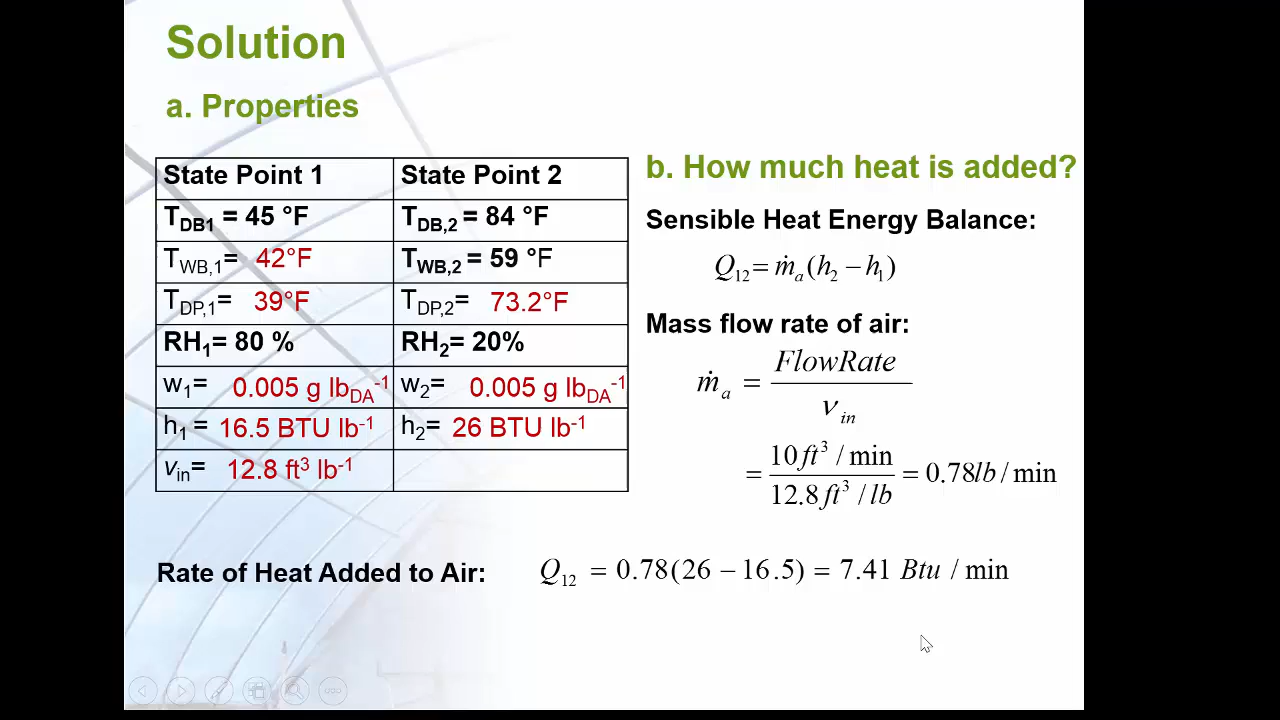 Solution
a. Properties
State Point 1 State Point 2
T_DB1 = 45 °F T_DB,2 = 84 °F
T_WB,1= 42°F T_WB,2 = 59 °F
T_DP,1= 39°F T_DP,2= 73.2°F
RH_1= 80 % RH_2= 20%
w_1= 0.005 g lb_DA^-1 w_2= 0.005 g lb_DA^-1
h_1= 16.5 BTU lb^-1 h_2= 26 BTU lb^-1
v_in= 12.8 ft^3 lb^-1
b. How much heat is added?
Sensible Heat Energy Balance:
Q_12 = ṁ_a (h_2 − h_1)
Mass flow rate of air:
ṁ_a = FlowRate / ν_in
= 10 ft^3 / min / 12.8 ft^3 / lb = 0.78 lb / min
Rate of Heat Added to Air: Q_12 = 0.78(26 − 16.5) = 7.41 Btu / min